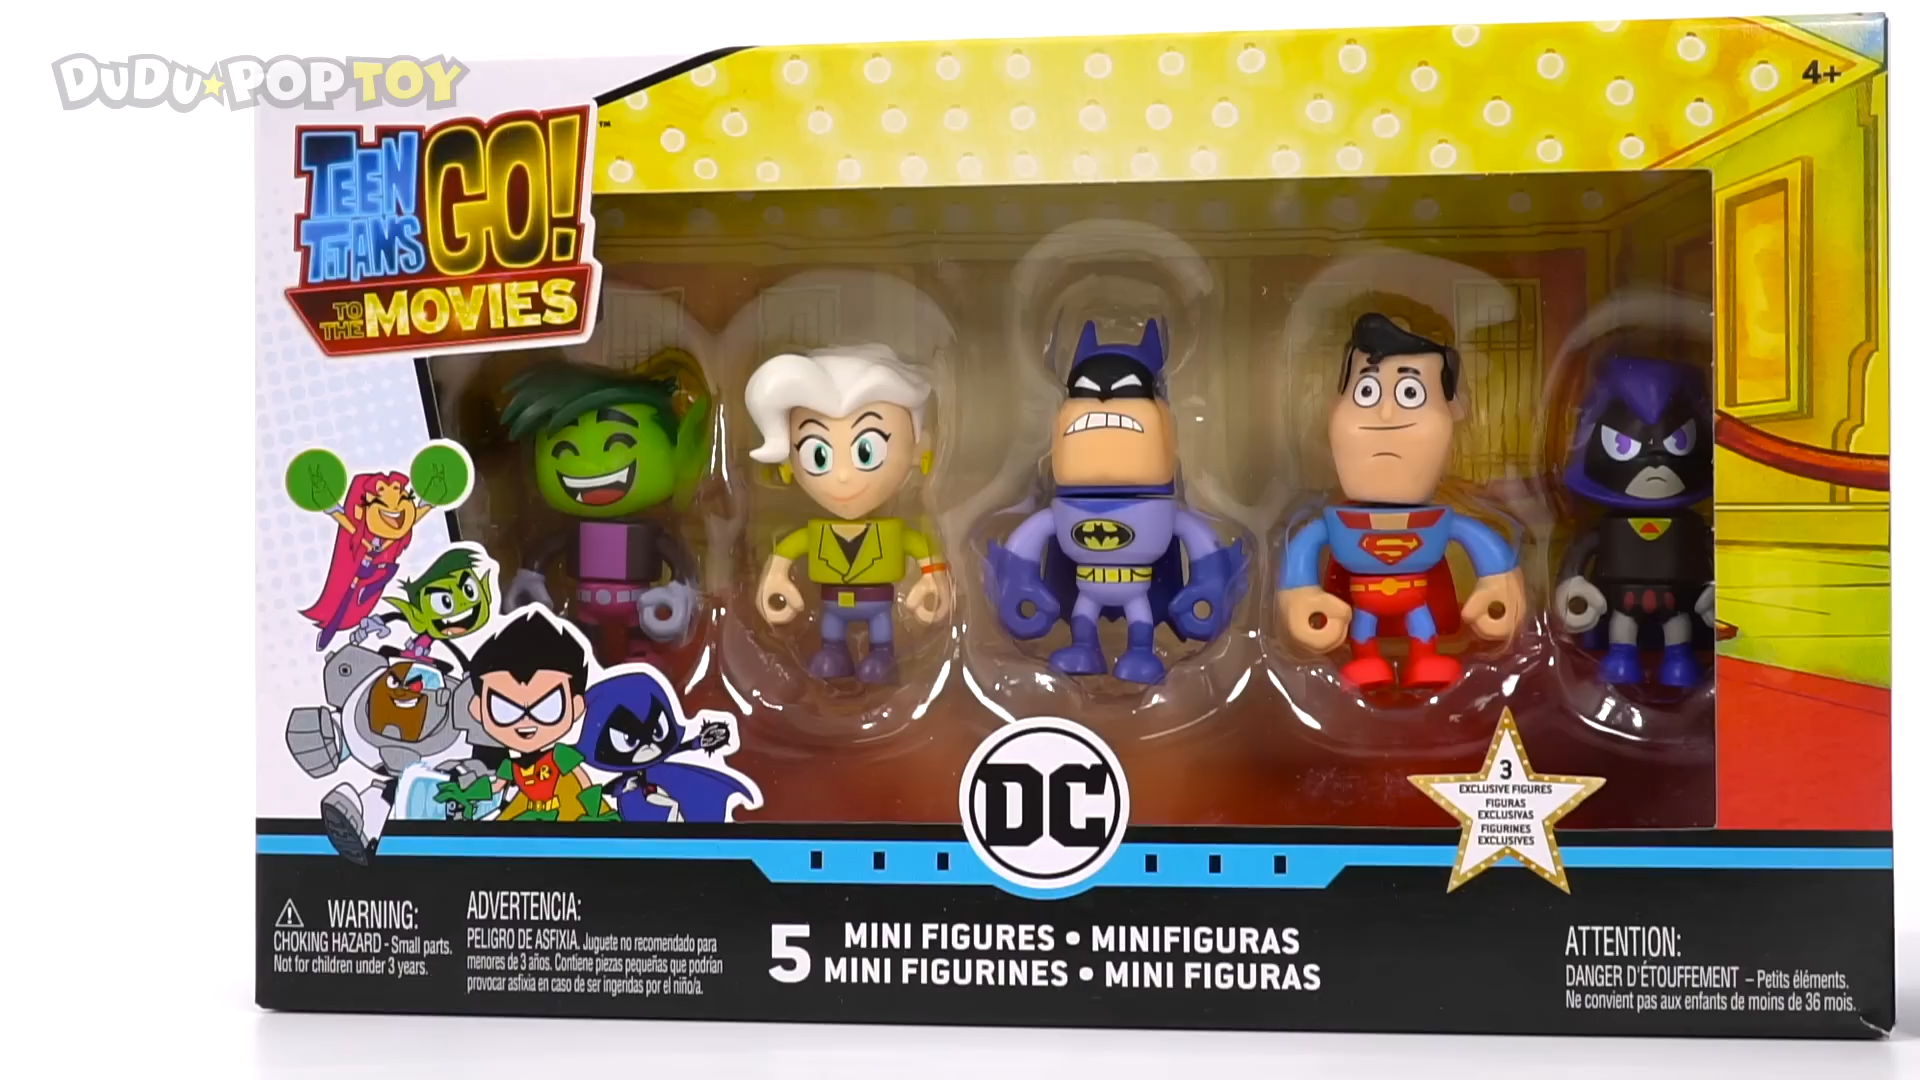 DUDU★POPTOY
4+
TEEN
TITANS
GO!
™
TO
THE
MOVIES
DC
3
EXCLUSIVE FIGURES
FIGURAS
EXCLUSIVAS
FIGURINES
EXCLUSIVES
WARNING:
CHOKING HAZARD - Small parts.
Not for children under 3 years.
ADVERTENCIA:
PELIGRO DE ASFIXIA. Juguete no recomendado para
menores de 3 años. Contiene piezas pequeñas que podrían
provocar asfixia en caso de ser ingeridas por el niño/a.
5
MINI FIGURES • MINIFIGURAS
MINI FIGURINES • MINI FIGURAS
ATTENTION:
DANGER D'ÉTOUFFEMENT – Petits éléments.
Ne convient pas aux enfants de moins de 36 mois.